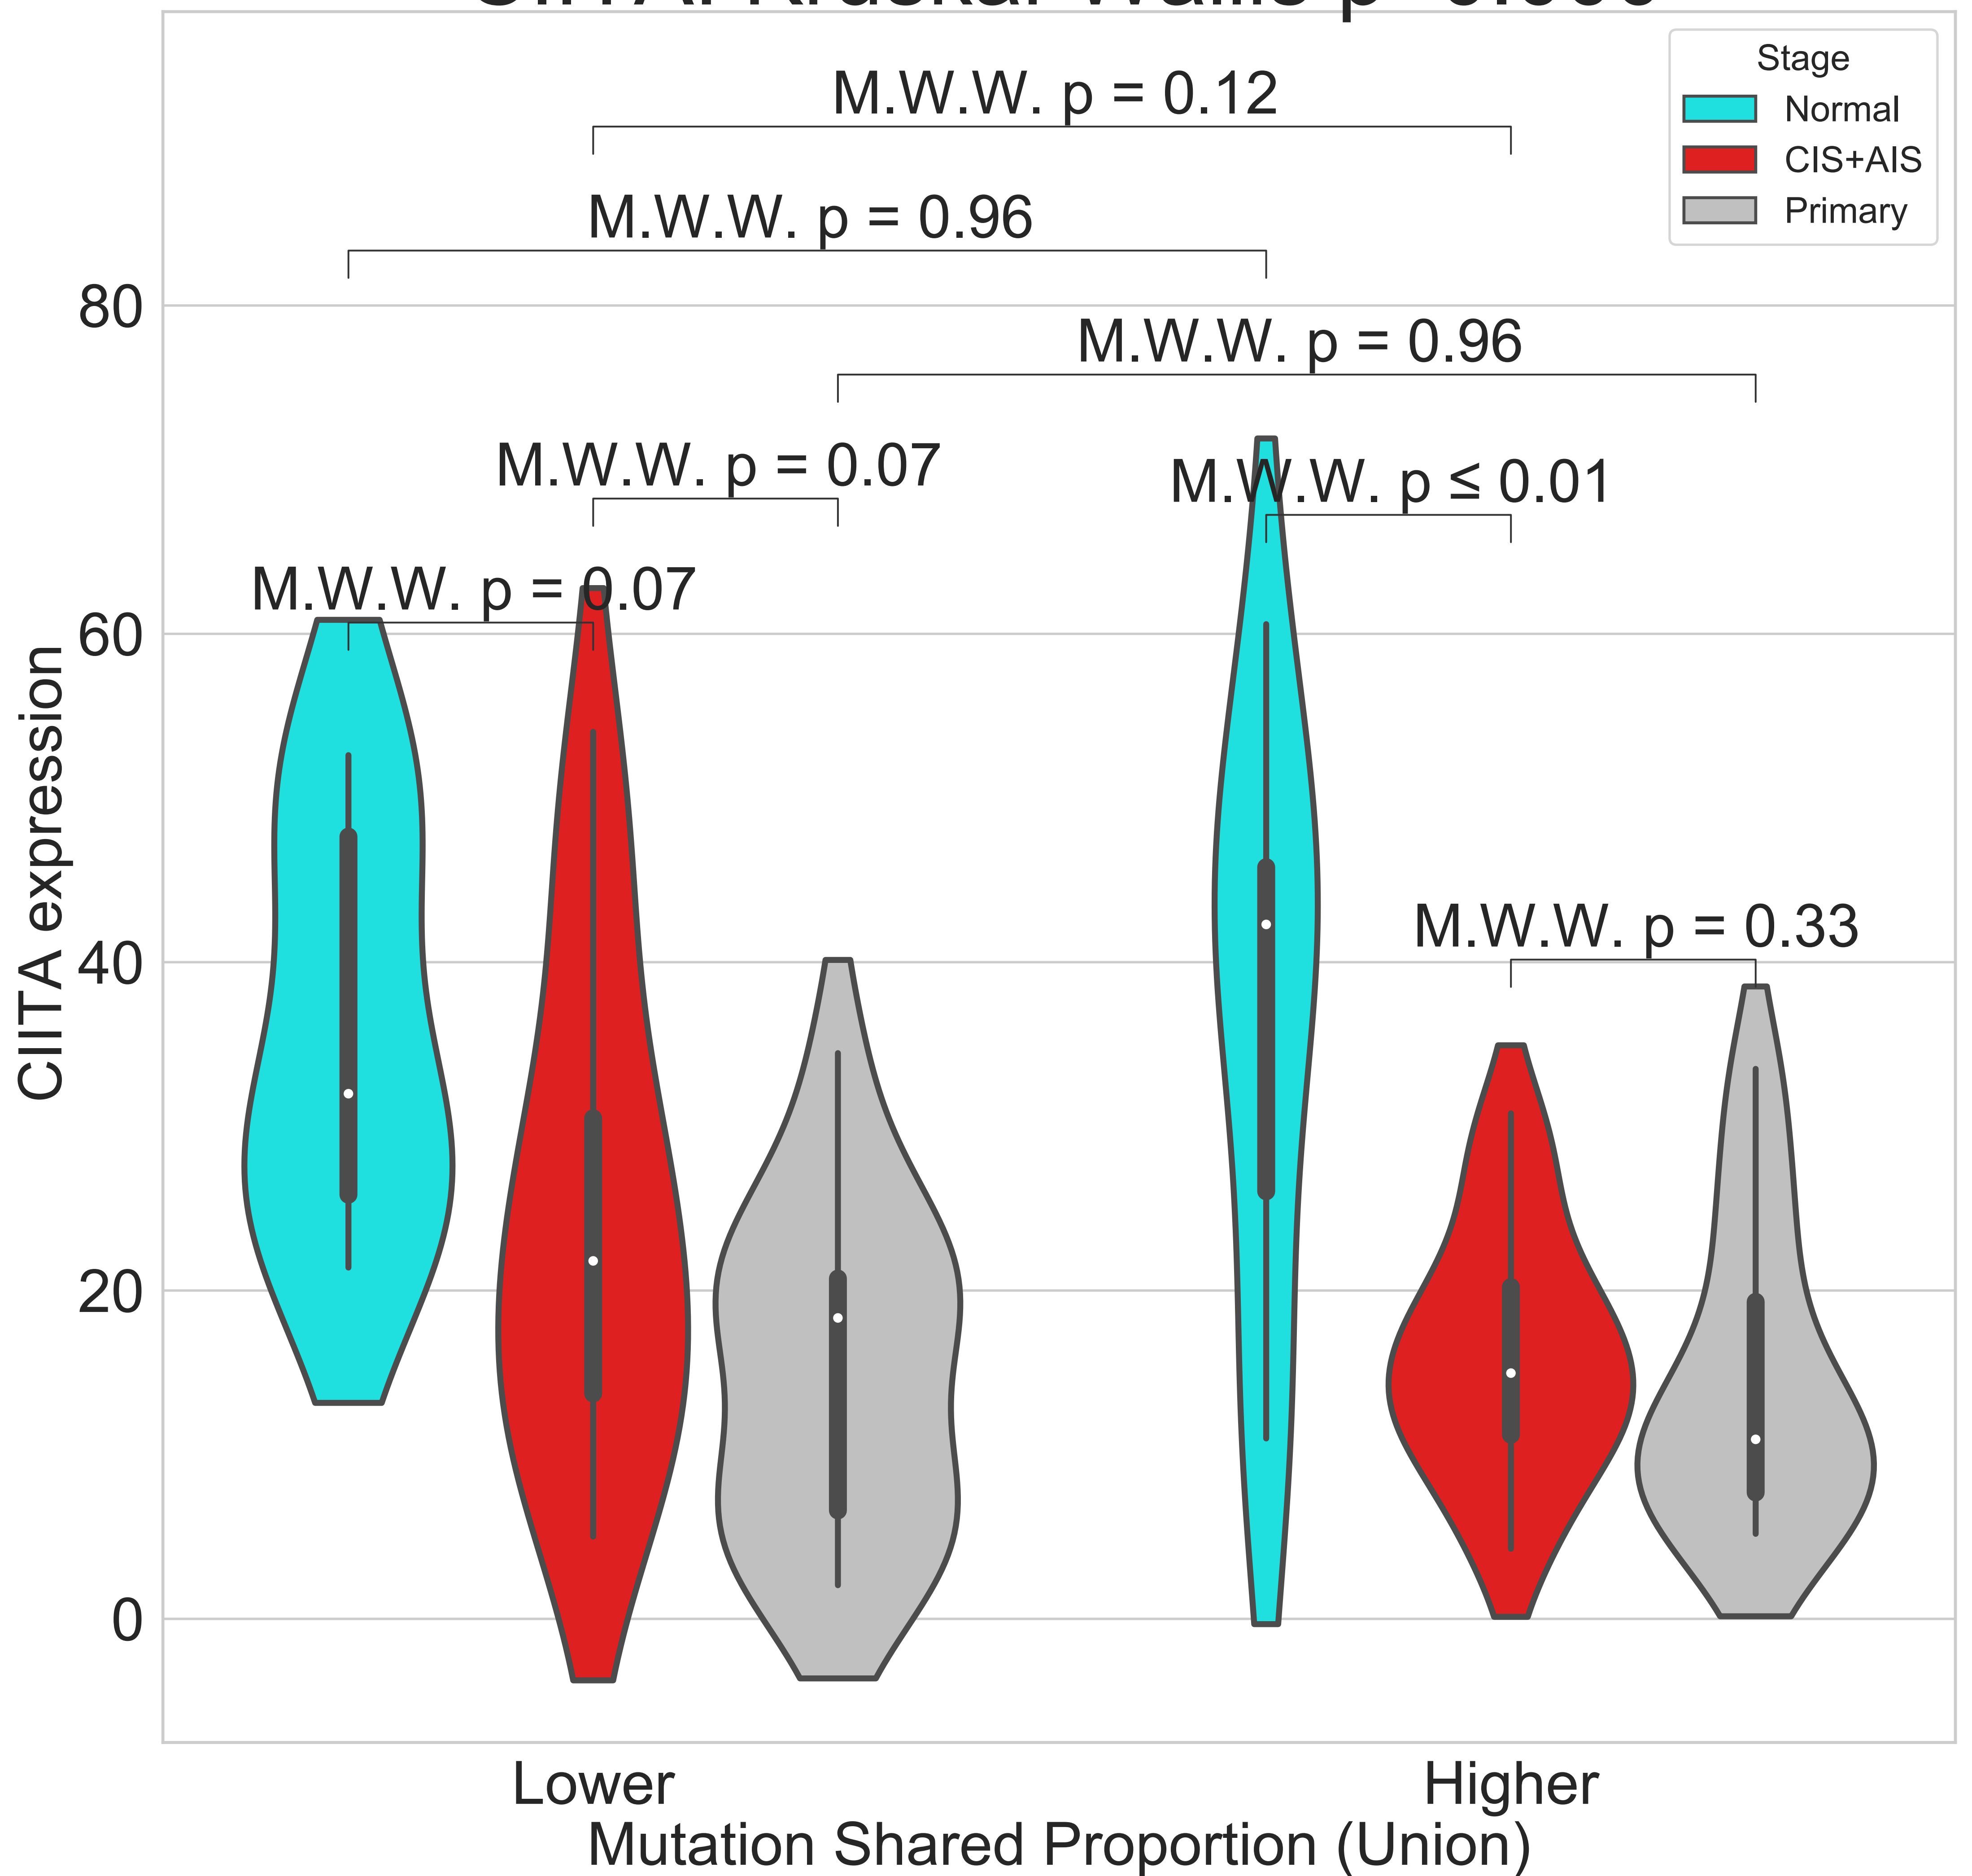 Stage
Normal
CIS+AIS
Primary
M.W.W. p = 0.12
M.W.W. p = 0.96
M.W.W. p = 0.96
M.W.W. p = 0.07
M.W.W. p ≤ 0.01
M.W.W. p = 0.07
M.W.W. p = 0.33
80
60
40
20
0
CIITA expression
Lower
Higher
Mutation Shared Proportion (Union)